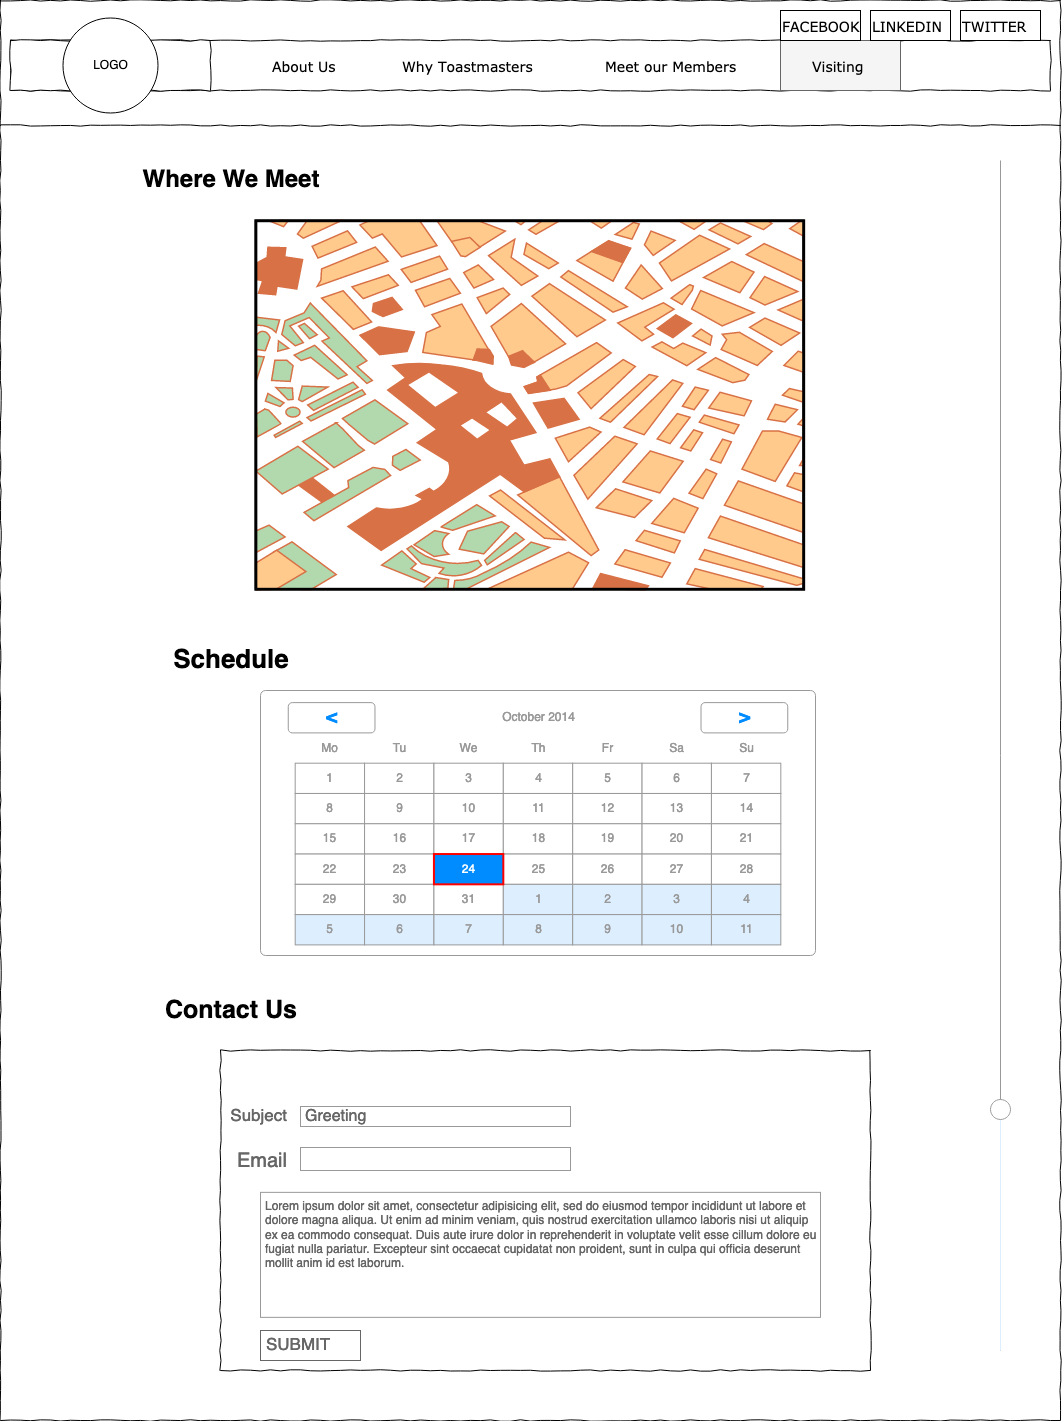 FACEBOOK LINKEDIN TWITTER
LOGO About Us Why Toastmasters Meet our Members Visiting
Where We Meet
Schedule
< October 2014 >
Mo Tu We Th Fr Sa Su
1 2 3 4 5 6 7
8 9 10 11 12 13 14
15 16 17 18 19 20 21
22 23 24 25 26 27 28
29 30 31 1 2 3 4
5 6 7 8 9 10 11
Contact Us
Subject Greeting
Email
Lorem ipsum dolor sit amet, consectetur adipisicing elit, sed do eiusmod tempor incididunt ut labore et
dolore magna aliqua. Ut enim ad minim veniam, quis nostrud exercitation ullamco laboris nisi ut aliquip
ex ea commodo consequat. Duis aute irure dolor in reprehenderit in voluptate velit esse cillum dolore eu
fugiat nulla pariatur. Excepteur sint occaecat cupidatat non proident, sunt in culpa qui officia deserunt
mollit anim id est laborum.
SUBMIT